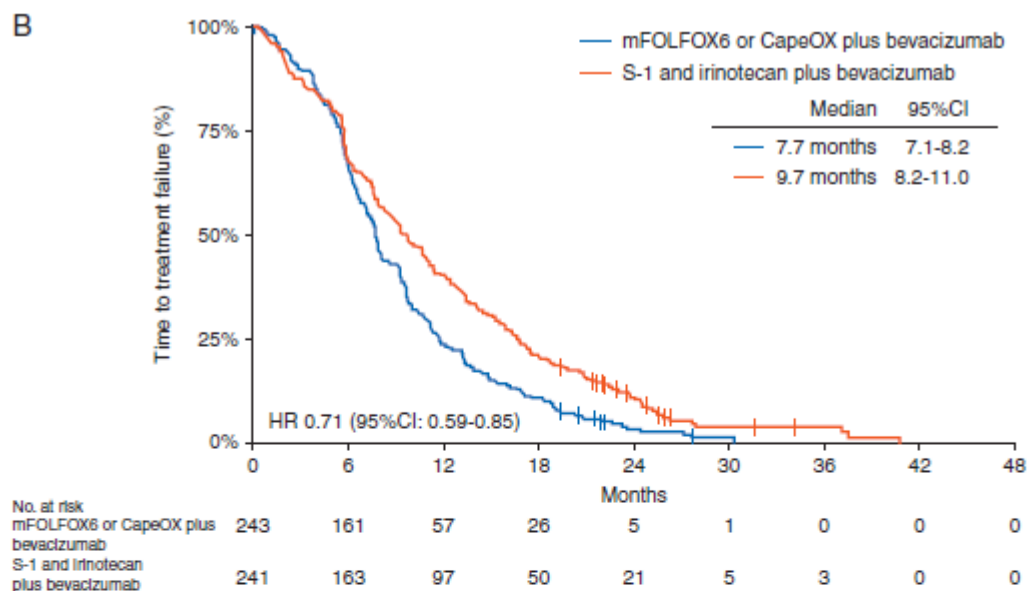 B
100%
75%
50%
25%
0%
Time to treatment failure (%)
mFOLFOX6 or CapeOX plus bevacizumab
S-1 and irinotecan plus bevacizumab
Median 95%CI
7.7 months 7.1-8.2
9.7 months 8.2-11.0
HR 0.71 (95%CI: 0.59-0.85)
0 6 12 18 24 30 36 42 48
Months
No. at risk
mFOLFOX6 or CapeOX plus
bevacizumab
243 161 57 26 5 1 0 0 0
S-1 and irinotecan
plus bevacizumab
241 163 97 50 21 5 3 0 0